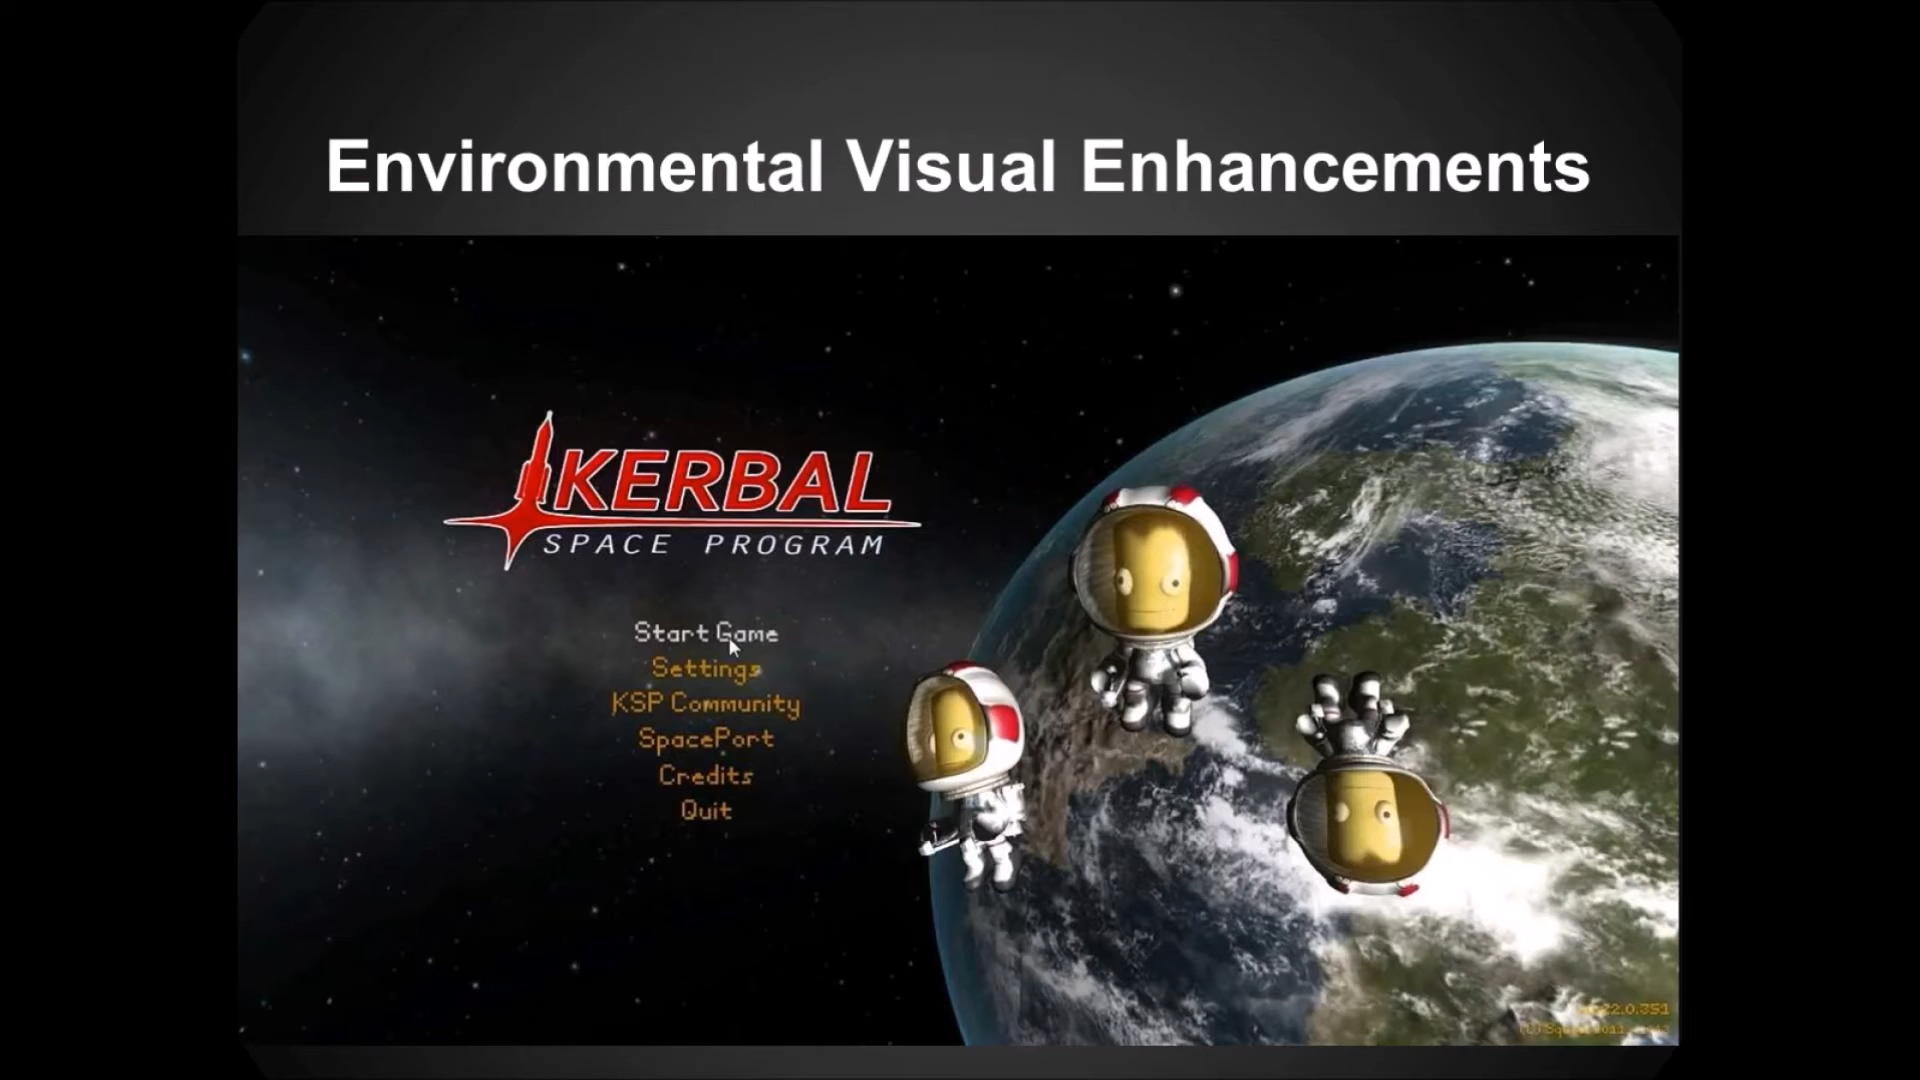 Environmental Visual Enhancements
KERBAL
SPACE PROGRAM
Start Game
Settings
KSP Community
SpacePort
Credits
Quit